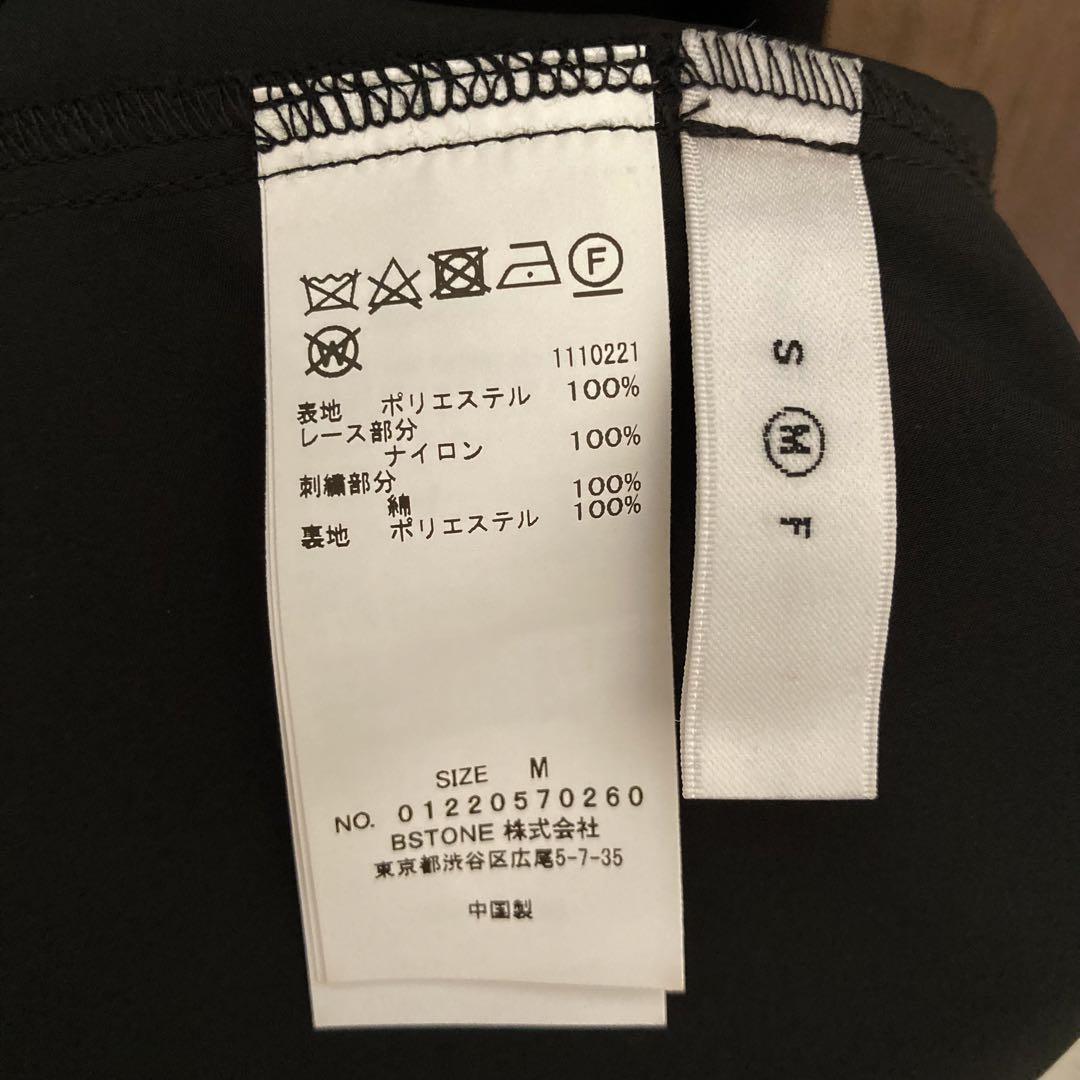 F
W
1110221
表地 ポリエステル 100%
レース部分
ナイロン 100%
刺繍部分
綿 100%
裏地 ポリエステル 100%
SIZE M
NO. 01220570260
BSTONE 株式会社
東京都渋谷区広尾5-7-35
中国製
S M F